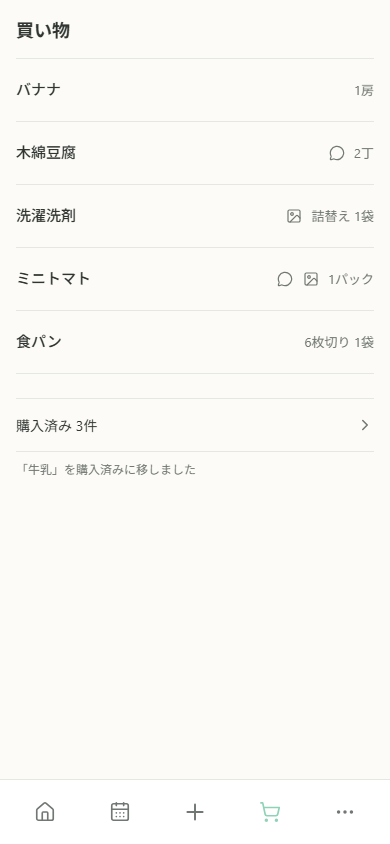 買い物
バナナ 1房
木綿豆腐 2丁
洗濯洗剤 詰替え 1袋
ミニトマト 1パック
食パン 6枚切り 1袋
購入済み 3件
「牛乳」を購入済みに移しました